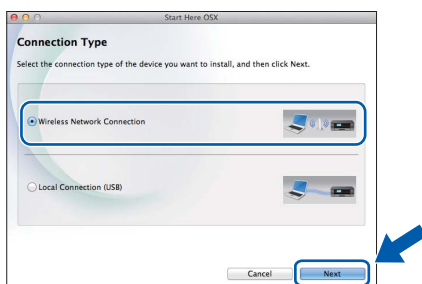 Start Here OSX
Connection Type
Select the connection type of the device you want to install, and then click Next.
Wireless Network Connection
Local Connection (USB)
Cancel Next